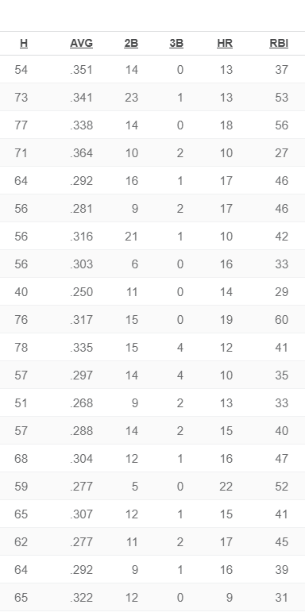 H AVG 2B 3B HR RBI
54 .351 14 0 13 37
73 .341 23 1 13 53
77 .338 14 0 18 56
71 .364 10 2 10 27
64 .292 16 1 17 46
56 .281 9 2 17 46
56 .316 21 1 10 42
56 .303 6 0 16 33
40 .250 11 0 14 29
76 .317 15 0 19 60
78 .335 15 4 12 41
57 .297 14 4 10 35
51 .268 9 2 13 33
57 .288 14 2 15 40
68 .304 12 1 16 47
59 .277 5 0 22 52
65 .307 12 1 15 41
62 .277 11 2 17 45
64 .292 9 1 16 39
65 .322 12 0 9 31